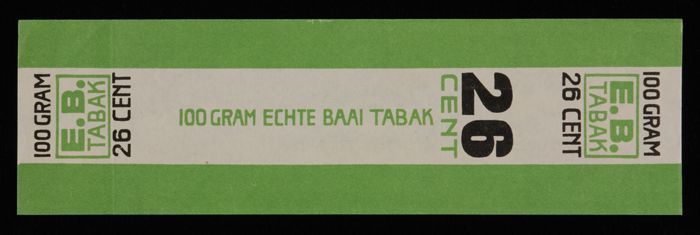 100 GRAM
E.B.
TABAK
26 CENT
100 GRAM ECHTE BAAI TABAK
26
CENT
100 GRAM
E.B.
TABAK
26 CENT